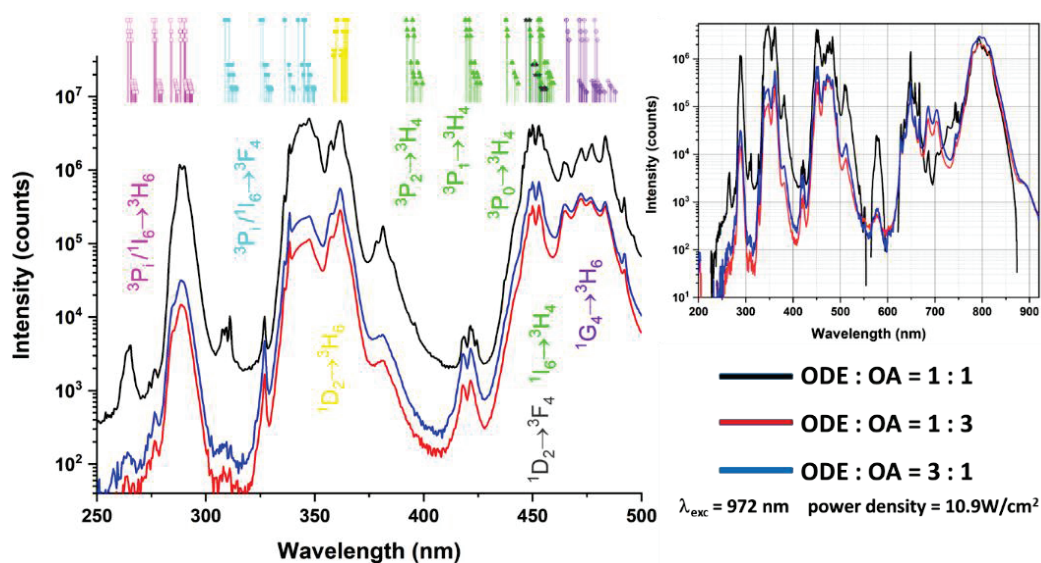 Intensity (counts)
10⁷
10⁶
10⁵
10⁴
10³
10²
250 300 350 400 450 500
Wavelength (nm)
³Pᵢ /¹I₆→³H₆
³Pᵢ/¹I₆→³F₄
¹D₂→³H₆
³P₂→³H₄
³P₁→³H₄
³P₀→³H₄
¹D₂→³F₄
¹I₆→³H₄
¹G₄→³H₆
Intensity (counts)
10⁶
10⁵
10⁴
10³
10²
10¹
200 300 400 500 600 700 800 900
Wavelength (nm)
ODE : OA = 1 : 1
ODE : OA = 1 : 3
ODE : OA = 3 : 1
λexc = 972 nm power density = 10.9W/cm²